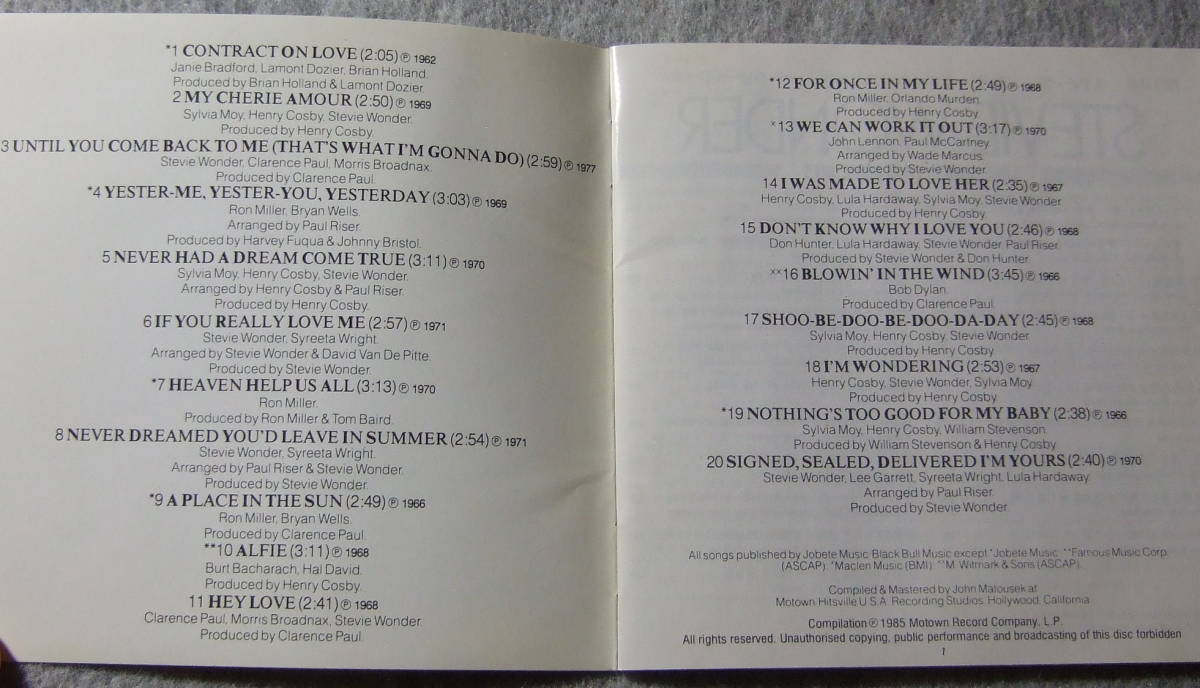 *1 CONTRACT ON LOVE (2:05) ℗ 1962
Janie Bradford, Lamont Dozier, Brian Holland.
Produced by Brian Holland & Lamont Dozier.
2 MY CHERIE AMOUR (2:50) ℗ 1969
Sylvia Moy, Henry Cosby, Stevie Wonder.
Produced by Henry Cosby.
3 UNTIL YOU COME BACK TO ME (THAT'S WHAT I'M GONNA DO) (2:59) ℗ 1977
Stevie Wonder, Clarence Paul, Morris Broadnax.
Produced by Clarence Paul.
*4 YESTER-ME, YESTER-YOU, YESTERDAY (3:03) ℗ 1969
Ron Miller, Bryan Wells.
Arranged by Paul Riser.
Produced by Harvey Fuqua & Johnny Bristol.
5 NEVER HAD A DREAM COME TRUE (3:11) ℗ 1970
Sylvia Moy, Henry Cosby, Stevie Wonder.
Arranged by Henry Cosby & Paul Riser.
Produced by Henry Cosby.
6 IF YOU REALLY LOVE ME (2:57) ℗ 1971
Stevie Wonder, Syreeta Wright.
Arranged by Stevie Wonder & David Van De Pitte.
Produced by Stevie Wonder.
*7 HEAVEN HELP US ALL (3:13) ℗ 1970
Ron Miller.
Produced by Ron Miller & Tom Baird.
8 NEVER DREAMED YOU'D LEAVE IN SUMMER (2:54) ℗ 1971
Stevie Wonder, Syreeta Wright.
Arranged by Paul Riser & Stevie Wonder.
Produced by Stevie Wonder.
*9 A PLACE IN THE SUN (2:49) ℗ 1966
Ron Miller, Bryan Wells.
Produced by Clarence Paul.
**10 ALFIE (3:11) ℗ 1968
Burt Bacharach, Hal David.
Produced by Henry Cosby.
11 HEY LOVE (2:41) ℗ 1968
Clarence Paul, Morris Broadnax, Stevie Wonder.
Produced by Clarence Paul.
*12 FOR ONCE IN MY LIFE (2:49) ℗ 1968
Ron Miller, Orlando Murden.
Produced by Henry Cosby.
×13 WE CAN WORK IT OUT (3:17) ℗ 1970
John Lennon, Paul McCartney.
Arranged by Wade Marcus.
Produced by Stevie Wonder.
14 I WAS MADE TO LOVE HER (2:35) ℗ 1967
Henry Cosby, Lula Hardaway, Sylvia Moy, Stevie Wonder.
Produced by Henry Cosby.
15 DON'T KNOW WHY I LOVE YOU (2:46) ℗ 1968
Don Hunter, Lula Hardaway, Stevie Wonder, Paul Riser.
Produced by Stevie Wonder & Don Hunter.
××16 BLOWIN' IN THE WIND (3:45) ℗ 1966
Bob Dylan.
Produced by Clarence Paul.
17 SHOO-BE-DOO-BE-DOO-DA-DAY (2:45) ℗ 1968
Sylvia Moy, Henry Cosby, Stevie Wonder.
Produced by Henry Cosby.
18 I'M WONDERING (2:53) ℗ 1967
Henry Cosby, Stevie Wonder, Sylvia Moy.
Produced by Henry Cosby.
*19 NOTHING'S TOO GOOD FOR MY BABY (2:38) ℗ 1966
Sylvia Moy, Henry Cosby, William Stevenson.
Produced by William Stevenson & Henry Cosby.
20 SIGNED, SEALED, DELIVERED I'M YOURS (2:40) ℗ 1970
Stevie Wonder, Lee Garrett, Syreeta Wright, Lula Hardaway.
Arranged by Paul Riser.
Produced by Stevie Wonder.
All songs published by Jobete Music/Black Bull Music except *Jobete Music, **Famous Music Corp.
(ASCAP), ×Maclen Music (BMI), ××M. Witmark & Sons (ASCAP).
Compiled & Mastered by John Matousek at
Motown/Hitsville U.S.A. Recording Studios, Hollywood, California.
Compilation ℗ 1985 Motown Record Company, L.P.
All rights reserved. Unauthorised copying, public performance and broadcasting of this disc forbidden.
1